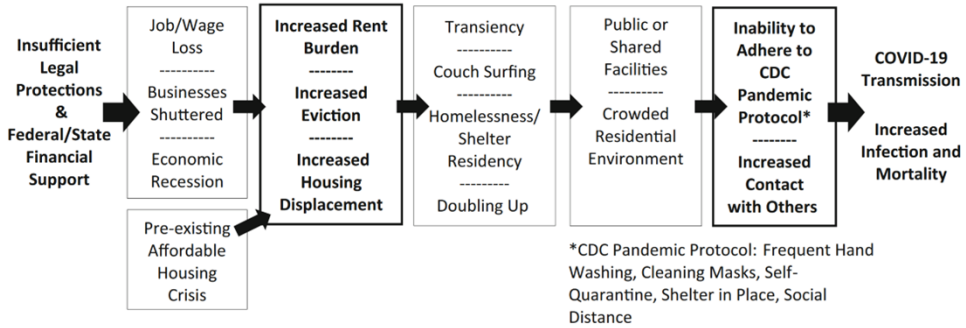 Insufficient
Legal
Protections
&
Federal/State
Financial
Support
Job/Wage
Loss
----------
Businesses
Shuttered
----------
Economic
Recession
Pre-existing
Affordable
Housing
Crisis
Increased Rent
Burden
--------
Increased
Eviction
--------
Increased
Housing
Displacement
Transiency
----------
Couch Surfing
----------
Homelessness/
Shelter
Residency
----------
Doubling Up
Public or
Shared
Facilities
----------
Crowded
Residential
Environment
Inability to
Adhere to
CDC
Pandemic
Protocol*
--------
Increased
Contact
with Others
COVID-19
Transmission
Increased
Infection and
Mortality
*CDC Pandemic Protocol: Frequent Hand
Washing, Cleaning Masks, Self-
Quarantine, Shelter in Place, Social
Distance